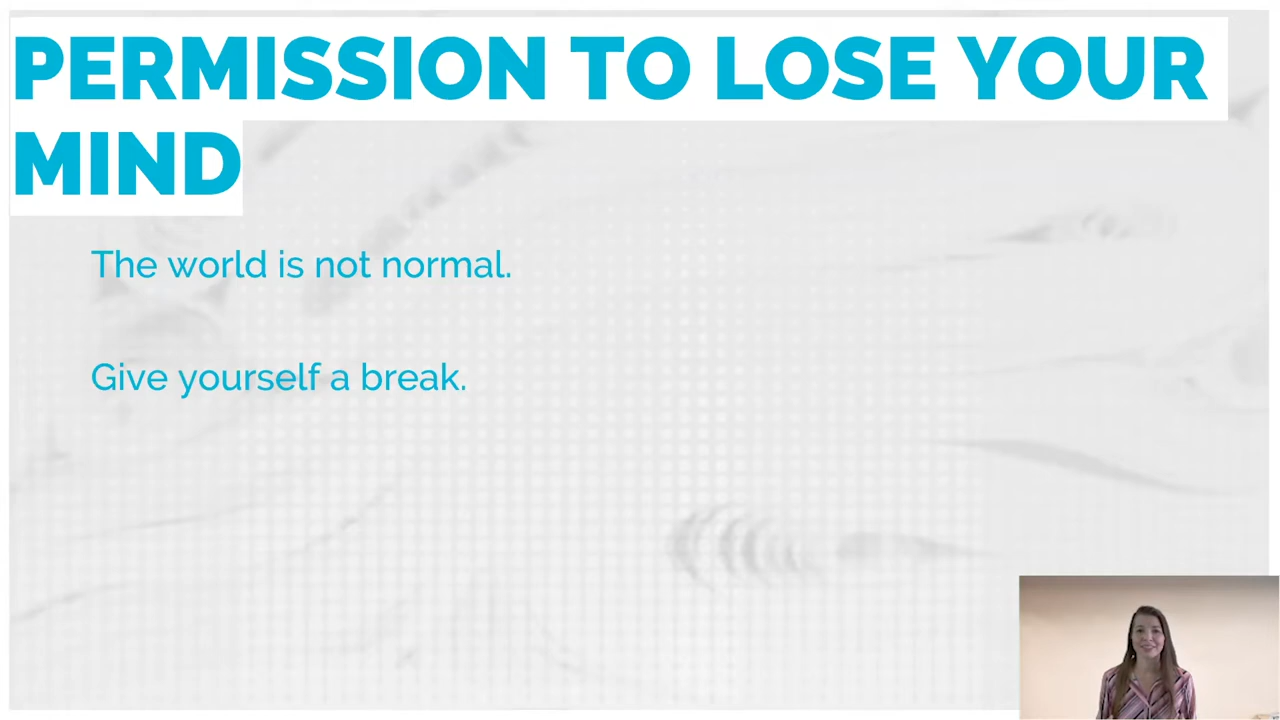 PERMISSION TO LOSE YOUR
MIND
The world is not normal.
Give yourself a break.